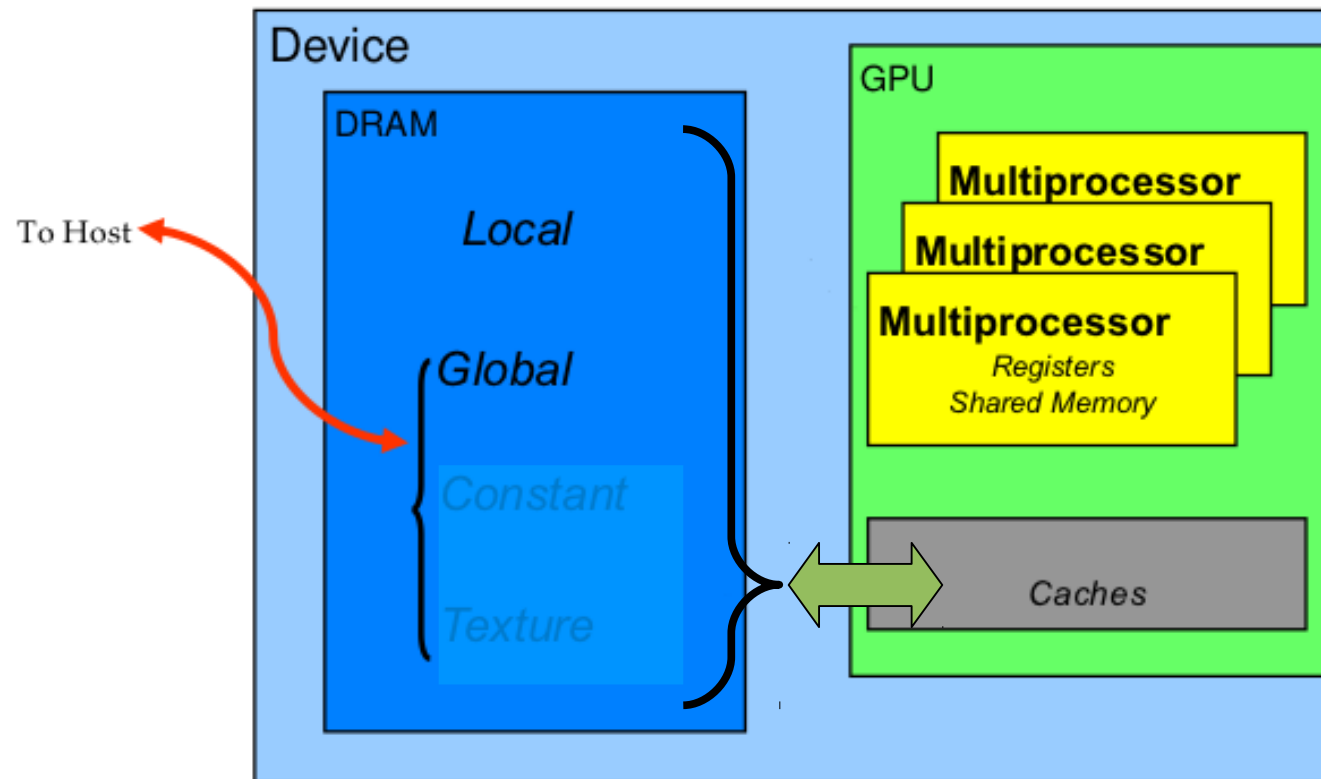 Device
DRAM
Local
Global
Constant
Texture
To Host
GPU
Multiprocessor
Multiprocessor
Multiprocessor
Registers
Shared Memory
Caches